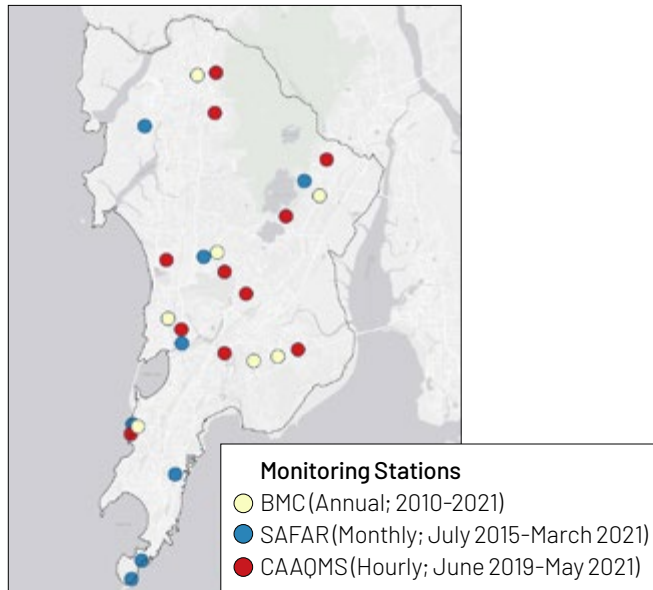 Monitoring Stations
BMC (Annual; 2010-2021)
SAFAR (Monthly; July 2015-March 2021)
CAAQMS (Hourly; June 2019-May 2021)